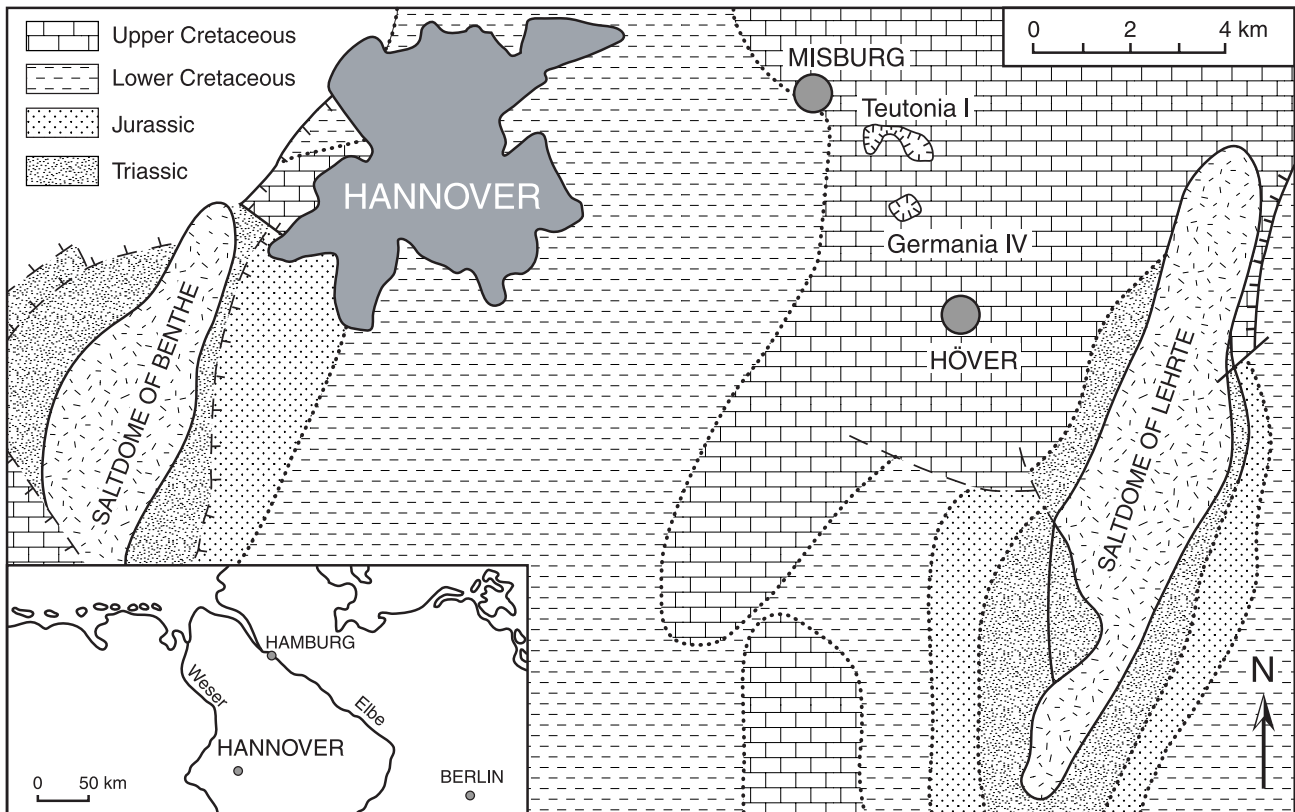 Upper Cretaceous
Lower Cretaceous
Jurassic
Triassic
0 2 4 km
MISBURG
Teutonia I
HANNOVER
Germania IV
HÖVER
SALTDOME OF BENTHE
SALTDOME OF LEHRTE
N
HAMBURG
Weser
Elbe
HANNOVER
0 50 km
BERLIN